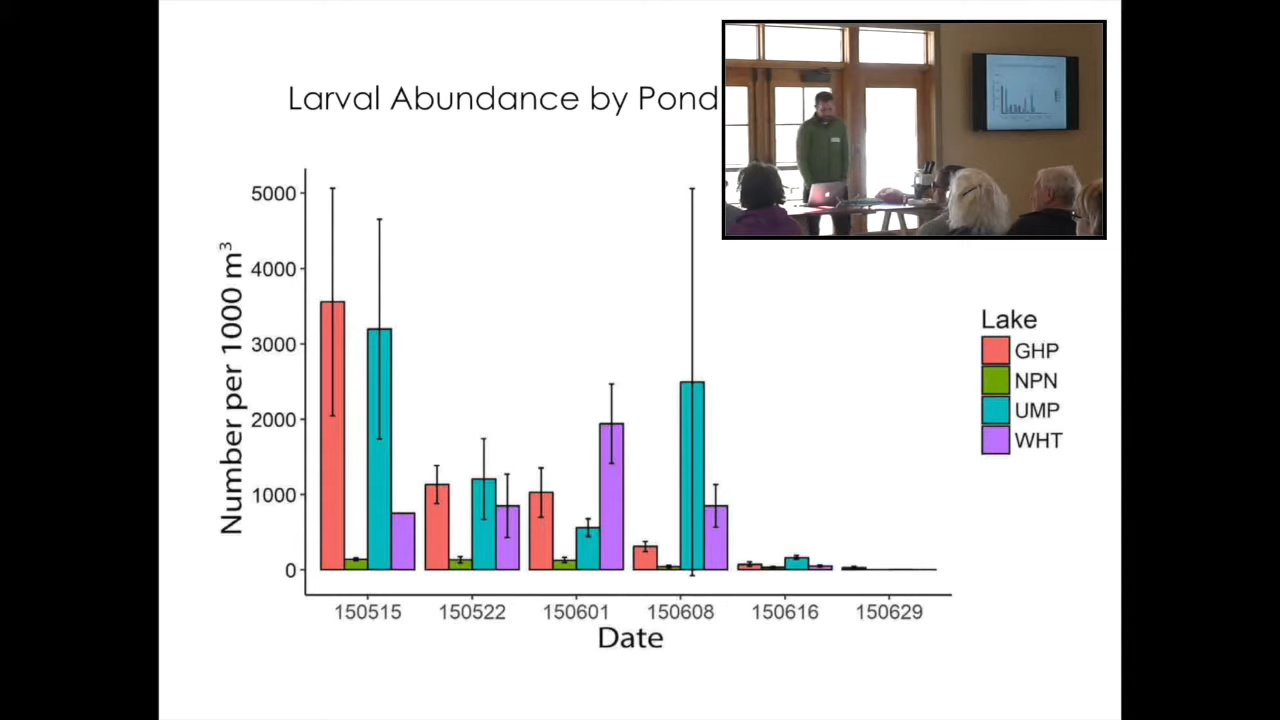 Larval Abundance by Pond
Number per 1000 m³
5000
4000
3000
2000
1000
0
150515 150522 150601 150608 150616 150629
Date
Lake
GHP
NPN
UMP
WHT